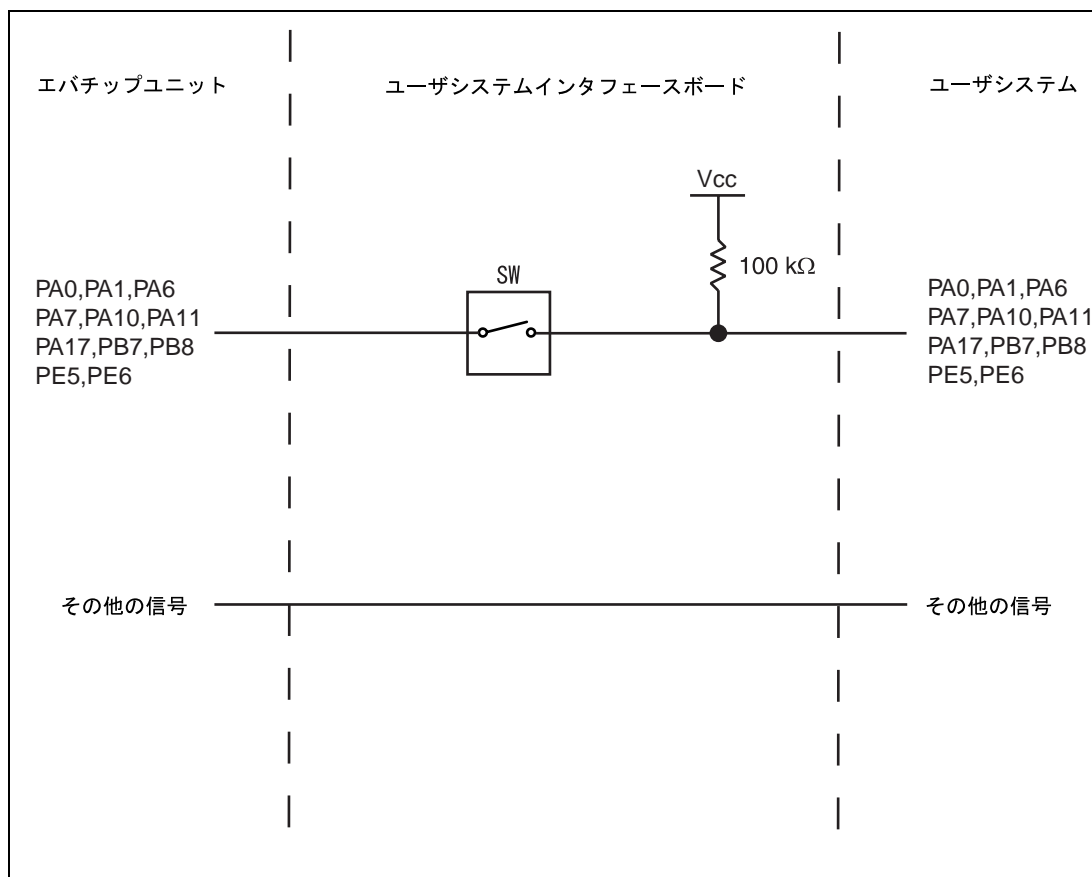 エバチップユニット
ユーザシステムインタフェースボード
ユーザシステム
Vcc
100 kΩ
SW
PA0,PA1,PA6
PA7,PA10,PA11
PA17,PB7,PB8
PE5,PE6
PA0,PA1,PA6
PA7,PA10,PA11
PA17,PB7,PB8
PE5,PE6
その他の信号
その他の信号